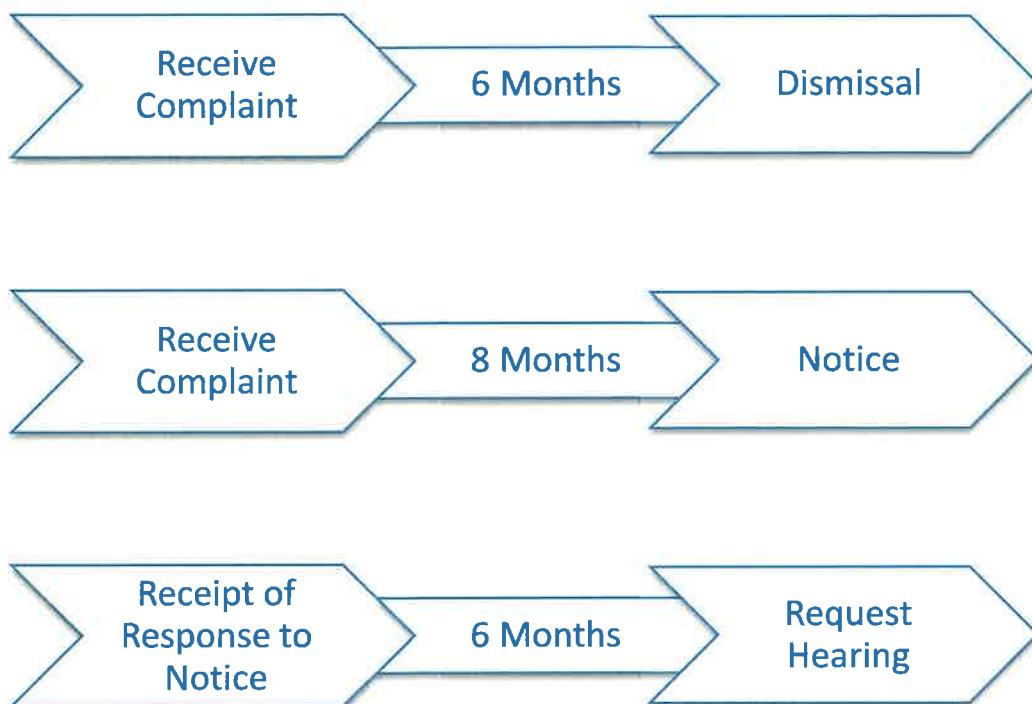 Receive
Complaint
6 Months
Dismissal
Receive
Complaint
8 Months
Notice
Receipt of
Response to
Notice
6 Months
Request
Hearing